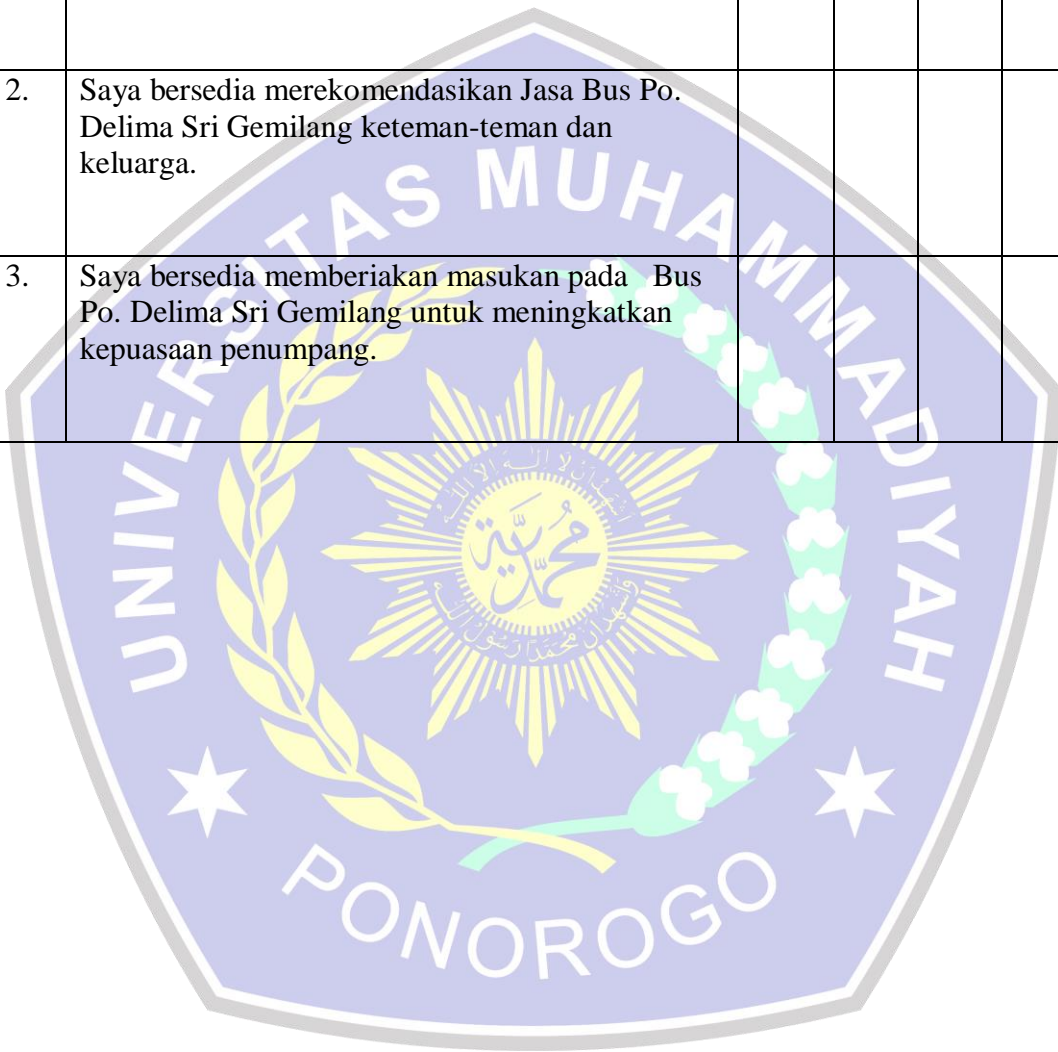 2. Saya bersedia merekomendasikan Jasa Bus Po.
Delima Sri Gemilang keteman-teman dan
keluarga.
3. Saya bersedia memberiakan masukan pada Bus
Po. Delima Sri Gemilang untuk meningkatkan
kepuasaan penumpang.
UNIVERSITAS MUHAMMADIYAH
محمدية
PONOROGO